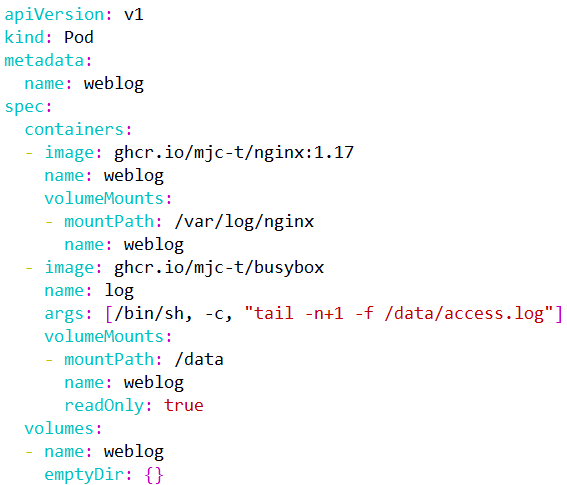 apiVersion: v1
kind: Pod
metadata:
  name: weblog
spec:
  containers:
  - image: ghcr.io/mjc-t/nginx:1.17
    name: weblog
    volumeMounts:
    - mountPath: /var/log/nginx
      name: weblog
  - image: ghcr.io/mjc-t/busybox
    name: log
    args: [/bin/sh, -c, "tail -n+1 -f /data/access.log"]
    volumeMounts:
    - mountPath: /data
      name: weblog
      readOnly: true
  volumes:
  - name: weblog
    emptyDir: {}